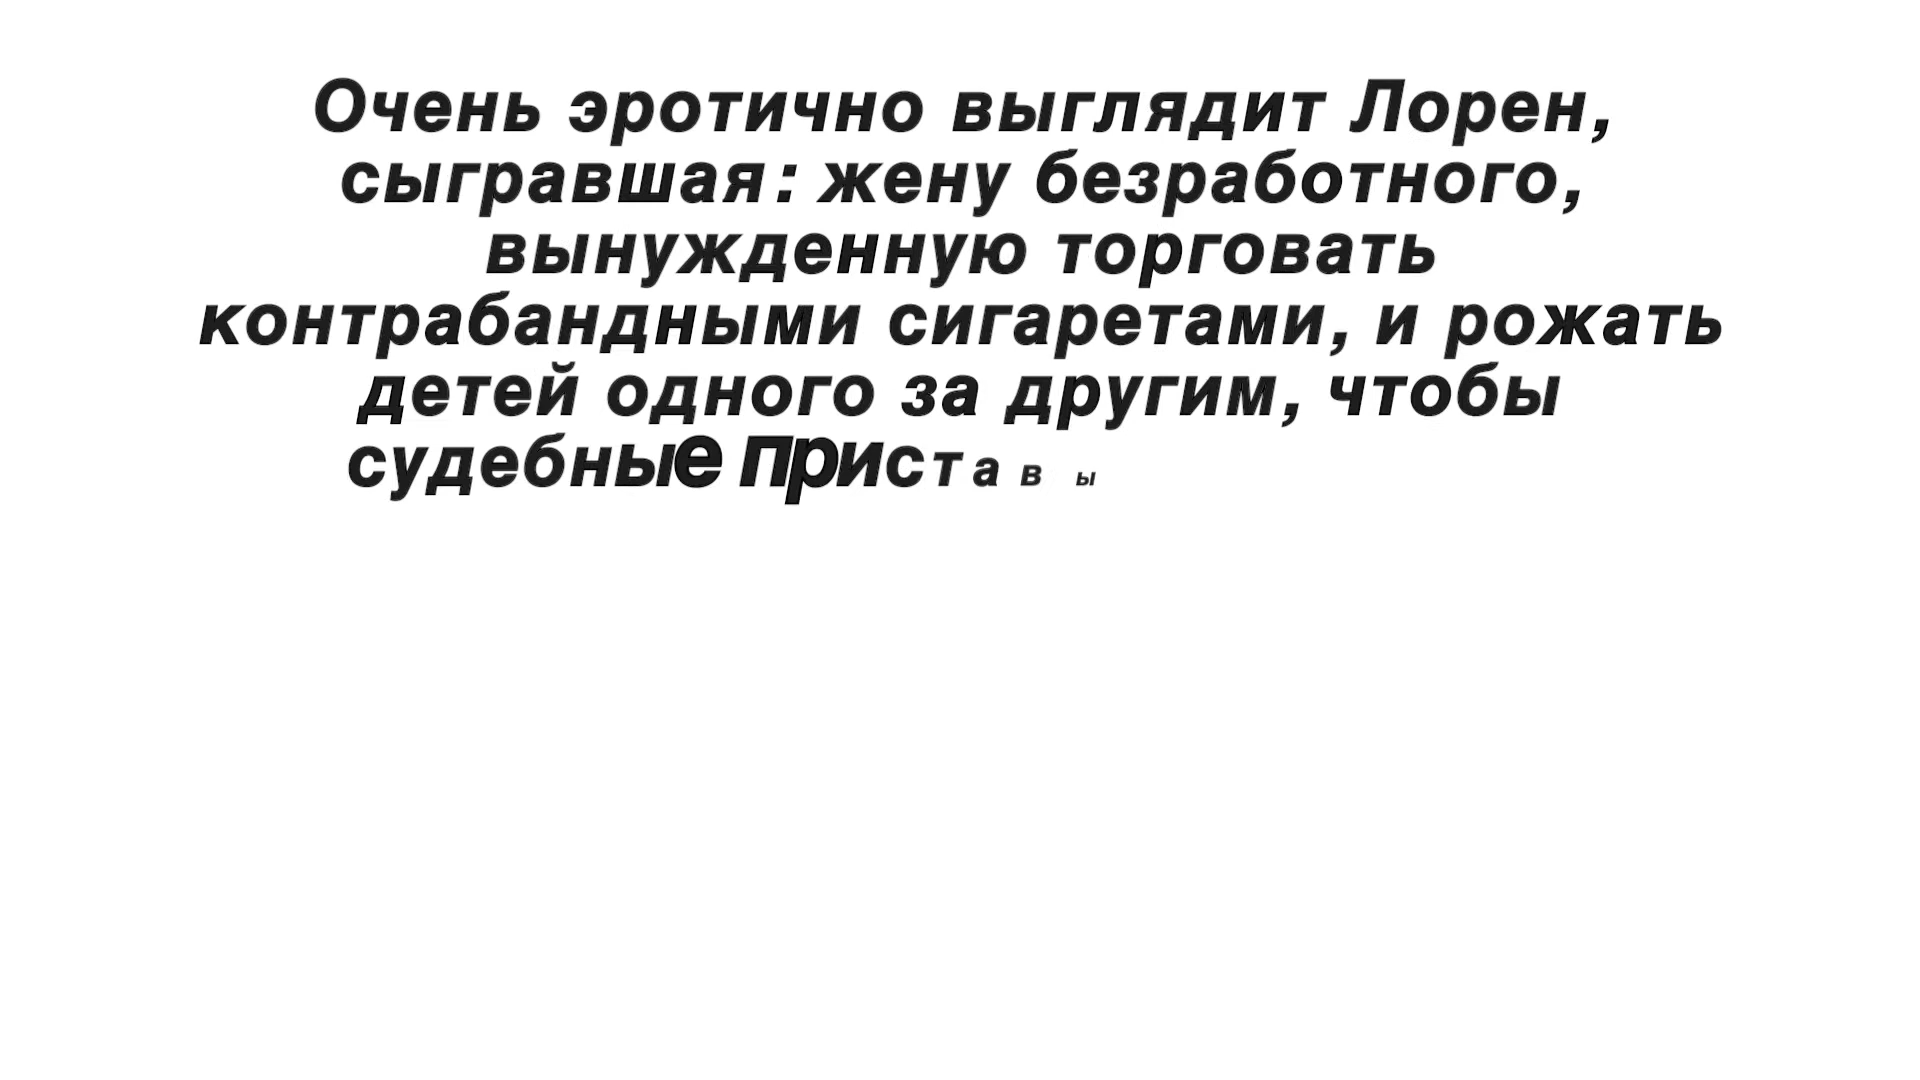 Очень эротично выглядит Лорен,
сыгравшая: жену безработного,
вынужденную торговать
контрабандными сигаретами, и рожать
детей одного за другим, чтобы
судебные приставы